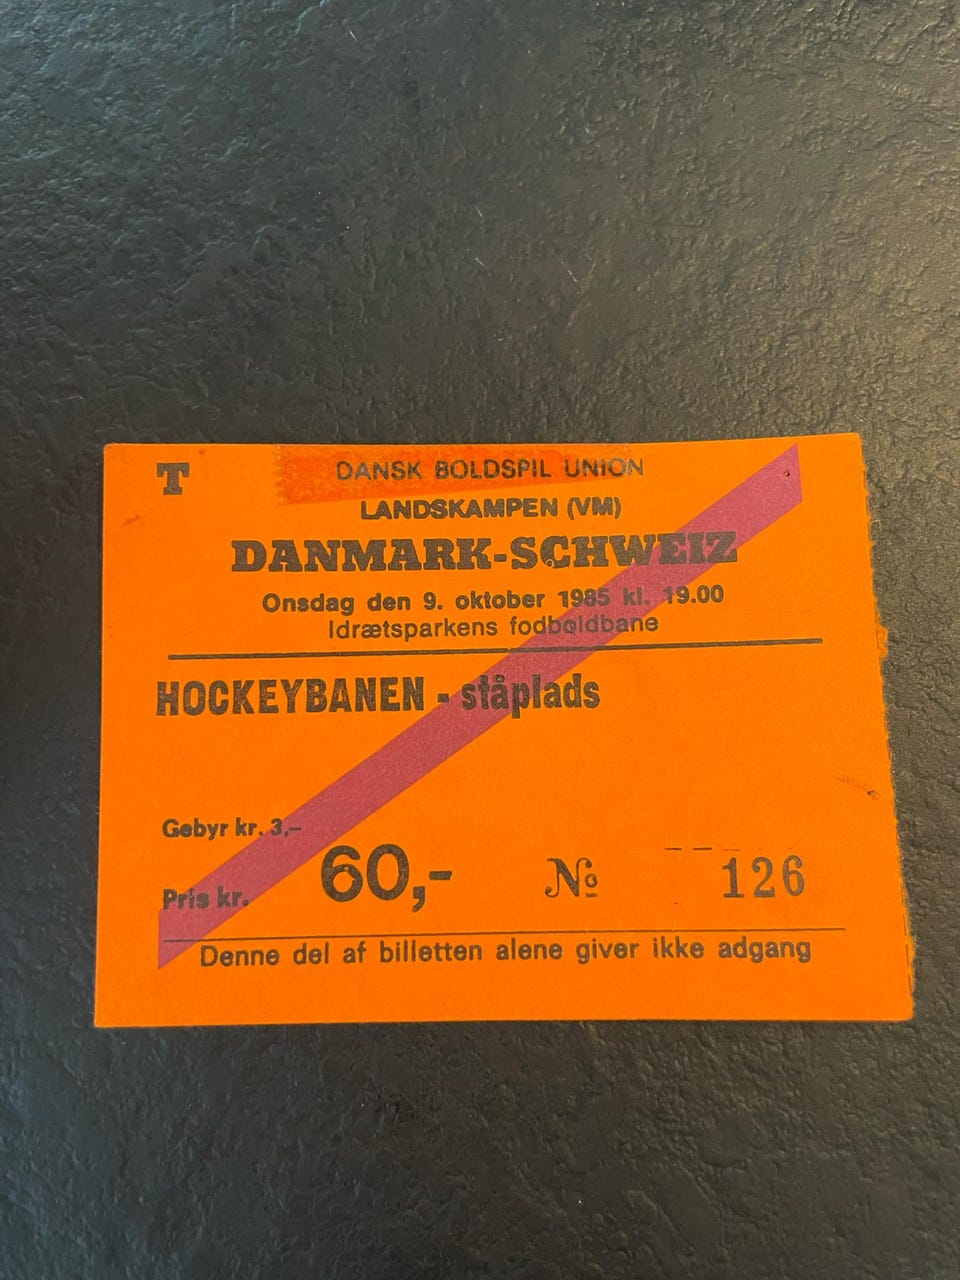 T
DANSK BOLDSPIL UNION
LANDSKAMPEN (VM)
DANMARK-SCHWEIZ
Onsdag den 9. oktober 1985 kl. 19.00
Idrætsparkens fodboldbane
HOCKEYBANEN - ståplads
Gebyr kr. 3,-
Pris kr. 60,- № 126
Denne del af billetten alene giver ikke adgang